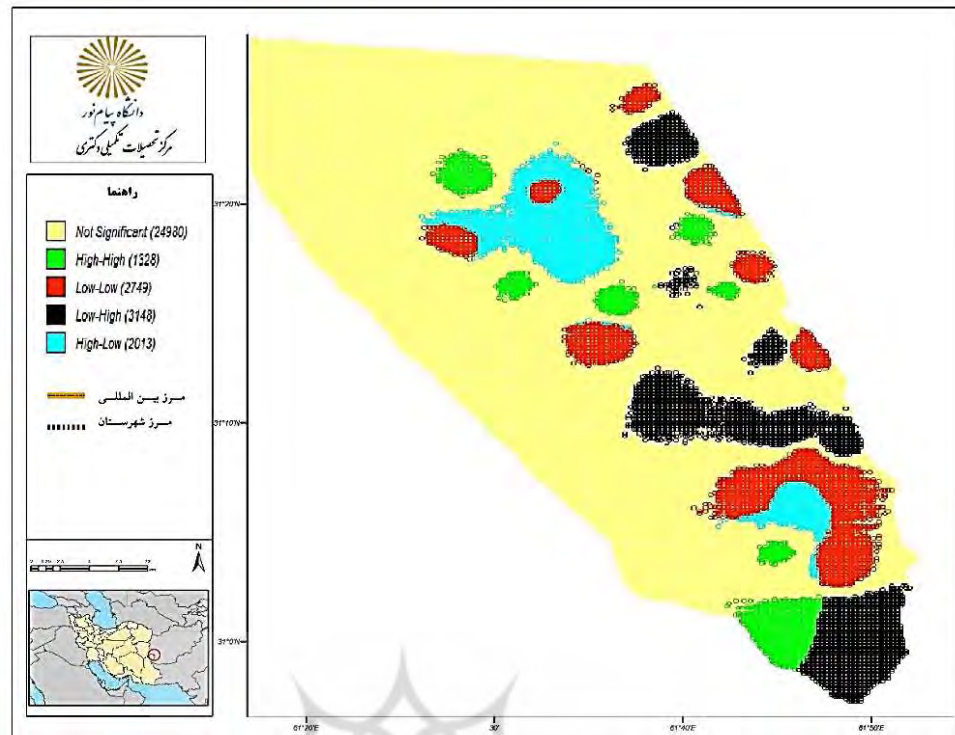 دانشگاه پیام نور
مرکز تحصیلات تکمیلی دکتری
راهنما
Not Significant (24980)
High-High (1328)
Low-Low (2749)
Low-High (3148)
High-Low (2013)
مرز بین المللی
مرز شهرستان
N
31°20'
31°10'
31°0'N
61°20'E
30'
61°40'E
61°50'E